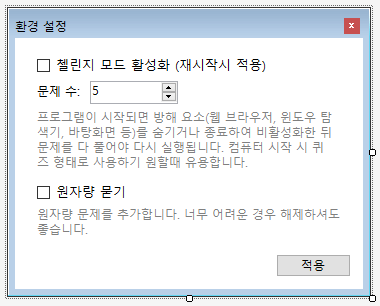 환경 설정
첼린지 모드 활성화 (재시작시 적용)
문제 수: 5
프로그램이 시작되면 방해 요소(웹 브라우저, 윈도우 탐
색기, 바탕화면 등)를 숨기거나 종료하여 비활성화한 뒤
문제를 다 풀어야 다시 실행됩니다. 컴퓨터 시작 시 퀴
즈 형태로 사용하기 원할때 유용합니다.
원자량 묻기
원자량 문제를 추가합니다. 너무 어려운 경우 해제하셔도
좋습니다.
적용